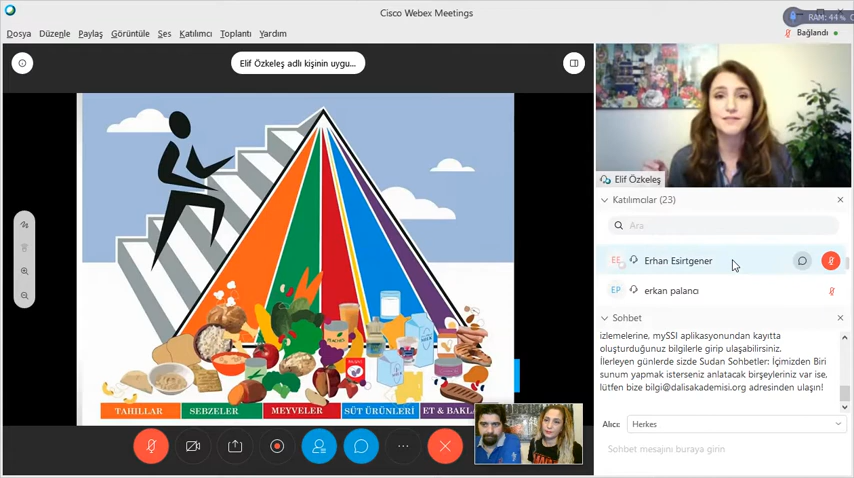 Cisco Webex Meetings
RAM: 44%
Dosya Düzenle Paylaş Görüntüle Ses Katılımcı Toplantı Yardım
Bağlandı
Elif Özkeleş adlı kişinin uygu...
Elif Özkeleş
Katılımcılar (23)
Ara
EE Erhan Esirtgener
EP erkan palancı
Sohbet
izlemelerine, mySSI aplikasyonundan kayıtta
oluşturduğunuz bilgilerle girip ulaşabilirsiniz.
İlerleyen günlerde sizde Sudan Sohbetler: İçimizden Biri
sunum yapmak isterseniz anlatacak birşeyleriniz var ise,
lütfen bize bilgi@dalisakademisi.org adresinden ulaşın!
TAHILLAR SEBZELER MEYVELER SÜT ÜRÜNLERİ ET & BAKL
Alıcı: Herkes
Sohbet mesajını buraya girin